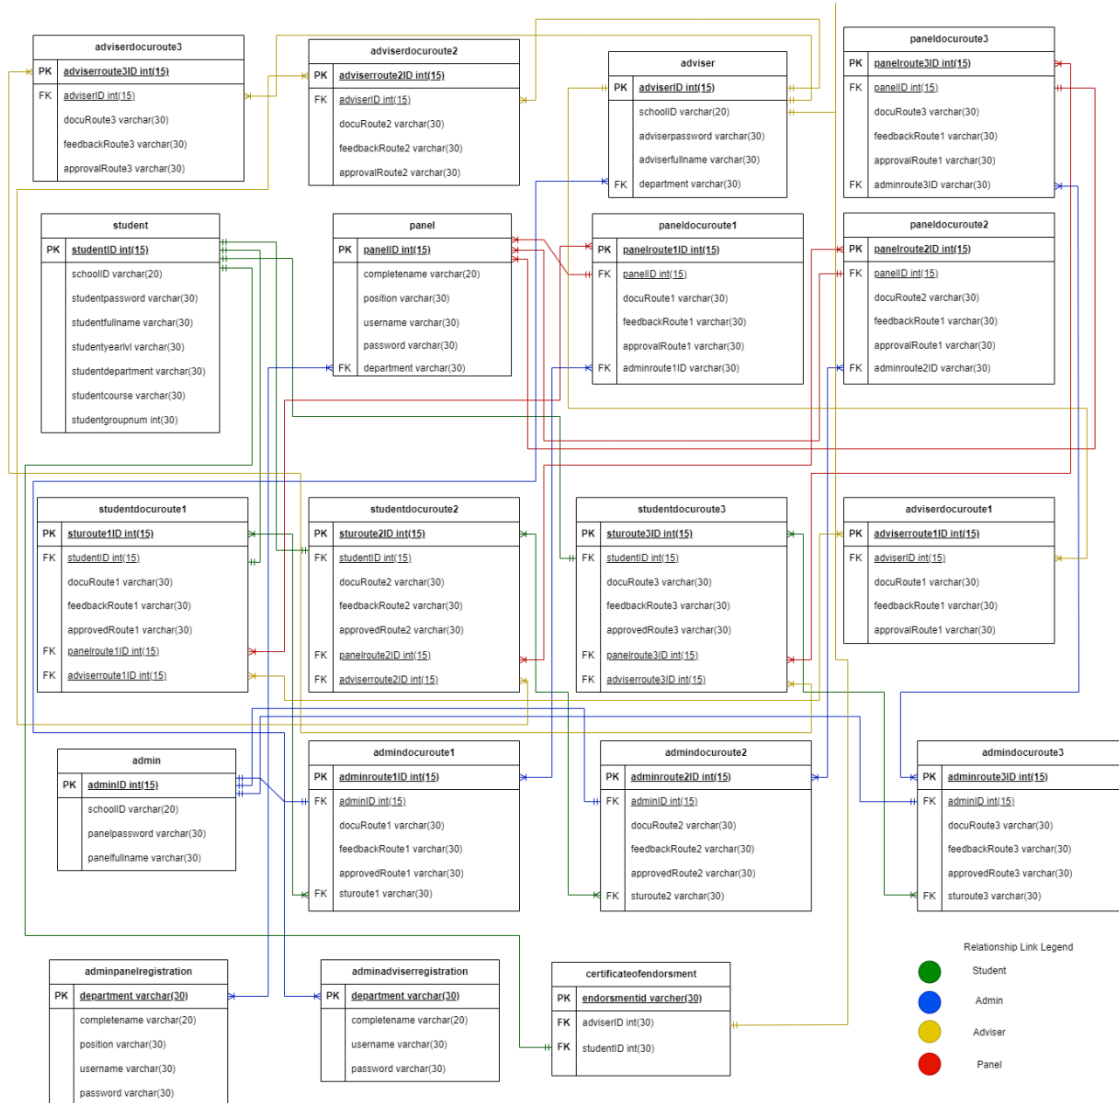 adviserdocuroute3
PK adviserroute3ID int(15)
FK adviserID int(15)
docuRoute3 varchar(30)
feedbackRoute3 varchar(30)
approvalRoute3 varchar(30)
adviserdocuroute2
PK adviserroute2ID int(15)
FK adviserID int(15)
docuRoute2 varchar(30)
feedbackRoute2 varchar(30)
approvalRoute2 varchar(30)
adviser
PK adviserID int(15)
schoolID varchar(20)
adviserpassword varchar(30)
adviserfullname varchar(30)
FK department varchar(30)
paneldocuroute3
PK panelroute3ID int(15)
FK panelID int(15)
docuRoute3 varchar(30)
feedbackRoute1 varchar(30)
approvalRoute1 varchar(30)
FK adminroute3ID varchar(30)
student
PK studentID int(15)
schoolID varchar(20)
studentpassword varchar(30)
studentfullname varchar(30)
studentyearlvl varchar(30)
studentdepartment varchar(30)
studentcourse varchar(30)
studentgroupnum int(30)
panel
PK panelID int(15)
completename varchar(20)
position varchar(30)
username varchar(30)
password varchar(30)
FK department varchar(30)
paneldocuroute1
PK panelroute1ID int(15)
FK panelID int(15)
docuRoute1 varchar(30)
feedbackRoute1 varchar(30)
approvalRoute1 varchar(30)
FK adminroute1ID varchar(30)
paneldocuroute2
PK panelroute2ID int(15)
FK panelID int(15)
docuRoute2 varchar(30)
feedbackRoute1 varchar(30)
approvalRoute1 varchar(30)
FK adminroute2ID varchar(30)
studentdocuroute1
PK sturoute1ID int(15)
FK studentID int(15)
docuRoute1 varchar(30)
feedbackRoute1 varchar(30)
approvedRoute1 varchar(30)
FK panelroute1ID int(15)
FK adviserroute1ID int(15)
studentdocuroute2
PK sturoute2ID int(15)
FK studentID int(15)
docuRoute2 varchar(30)
feedbackRoute2 varchar(30)
approvedRoute2 varchar(30)
FK panelroute2ID int(15)
FK adviserroute2ID int(15)
studentdocuroute3
PK sturoute3ID int(15)
FK studentID int(15)
docuRoute3 varchar(30)
feedbackRoute3 varchar(30)
approvedRoute3 varchar(30)
FK panelroute3ID int(15)
FK adviserroute3ID int(15)
adviserdocuroute1
PK adviserroute1ID int(15)
FK adviserID int(15)
docuRoute1 varchar(30)
feedbackRoute1 varchar(30)
approvalRoute1 varchar(30)
admin
PK adminID int(15)
schoolID varchar(20)
panelpassword varchar(30)
panelfullname varchar(30)
admindocuroute1
PK adminroute1ID int(15)
FK adminID int(15)
docuRoute1 varchar(30)
feedbackRoute1 varchar(30)
approvedRoute1 varchar(30)
FK sturoute1 varchar(30)
admindocuroute2
PK adminroute2ID int(15)
FK adminID int(15)
docuRoute2 varchar(30)
feedbackRoute2 varchar(30)
approvedRoute2 varchar(30)
FK sturoute2 varchar(30)
admindocuroute3
PK adminroute3ID int(15)
FK adminID int(15)
docuRoute3 varchar(30)
feedbackRoute3 varchar(30)
approvedRoute3 varchar(30)
FK sturoute3 varchar(30)
adminpanelregistration
PK department varchar(30)
completename varchar(20)
position varchar(30)
username varchar(30)
password varchar(30)
adminadviserregistration
PK department varchar(30)
completename varchar(20)
username varchar(30)
password varchar(30)
certificateofendorsment
PK endorsmentid varcher(30)
FK adviserID int(30)
FK studentID int(30)
Relationship Link Legend
Student
Admin
Adviser
Panel